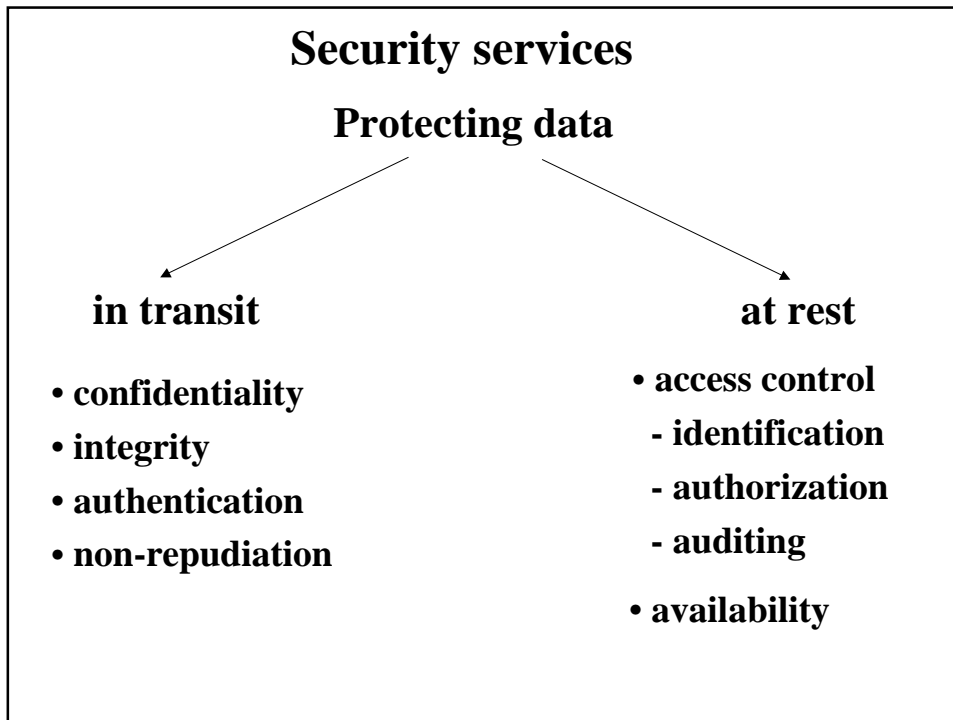 Security services
Protecting data
in transit
• confidentiality
• integrity
• authentication
• non-repudiation
at rest
• access control
- identification
- authorization
- auditing
• availability